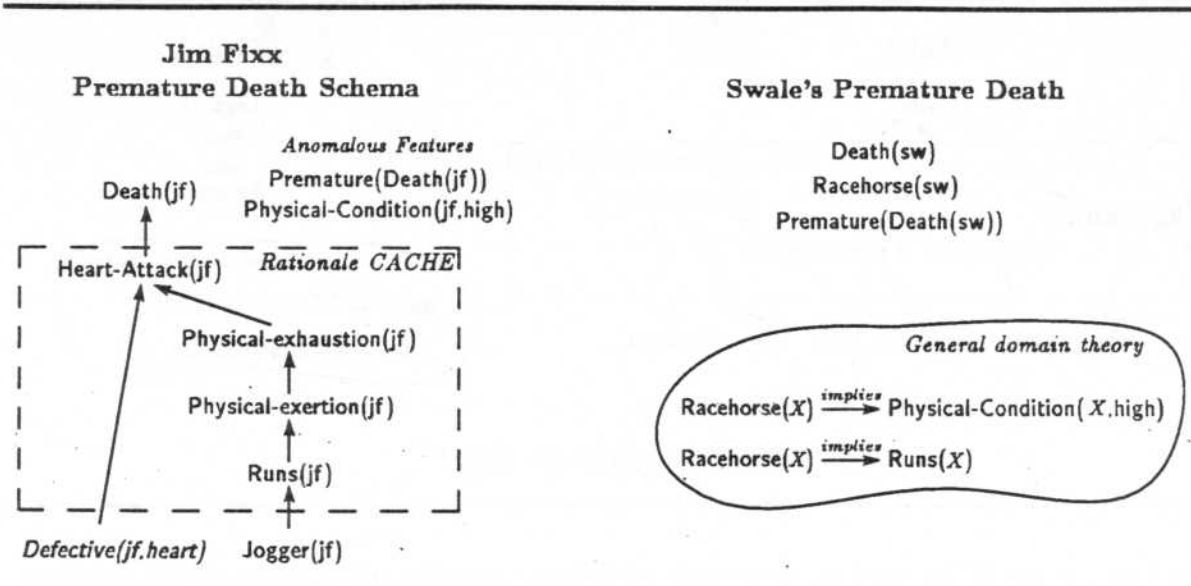 Jim Fixx
Premature Death Schema
Anomalous Features
Death(jf)
Premature(Death(jf))
Physical-Condition(jf,high)
Heart-Attack(jf)
Rationale CACHE
Physical-exhaustion(jf)
Physical-exertion(jf)
Runs(jf)
Defective(jf,heart)
Jogger(jf)
Swale's Premature Death
Death(sw)
Racehorse(sw)
Premature(Death(sw))
General domain theory
Racehorse(X) implies Physical-Condition(X,high)
Racehorse(X) implies Runs(X)